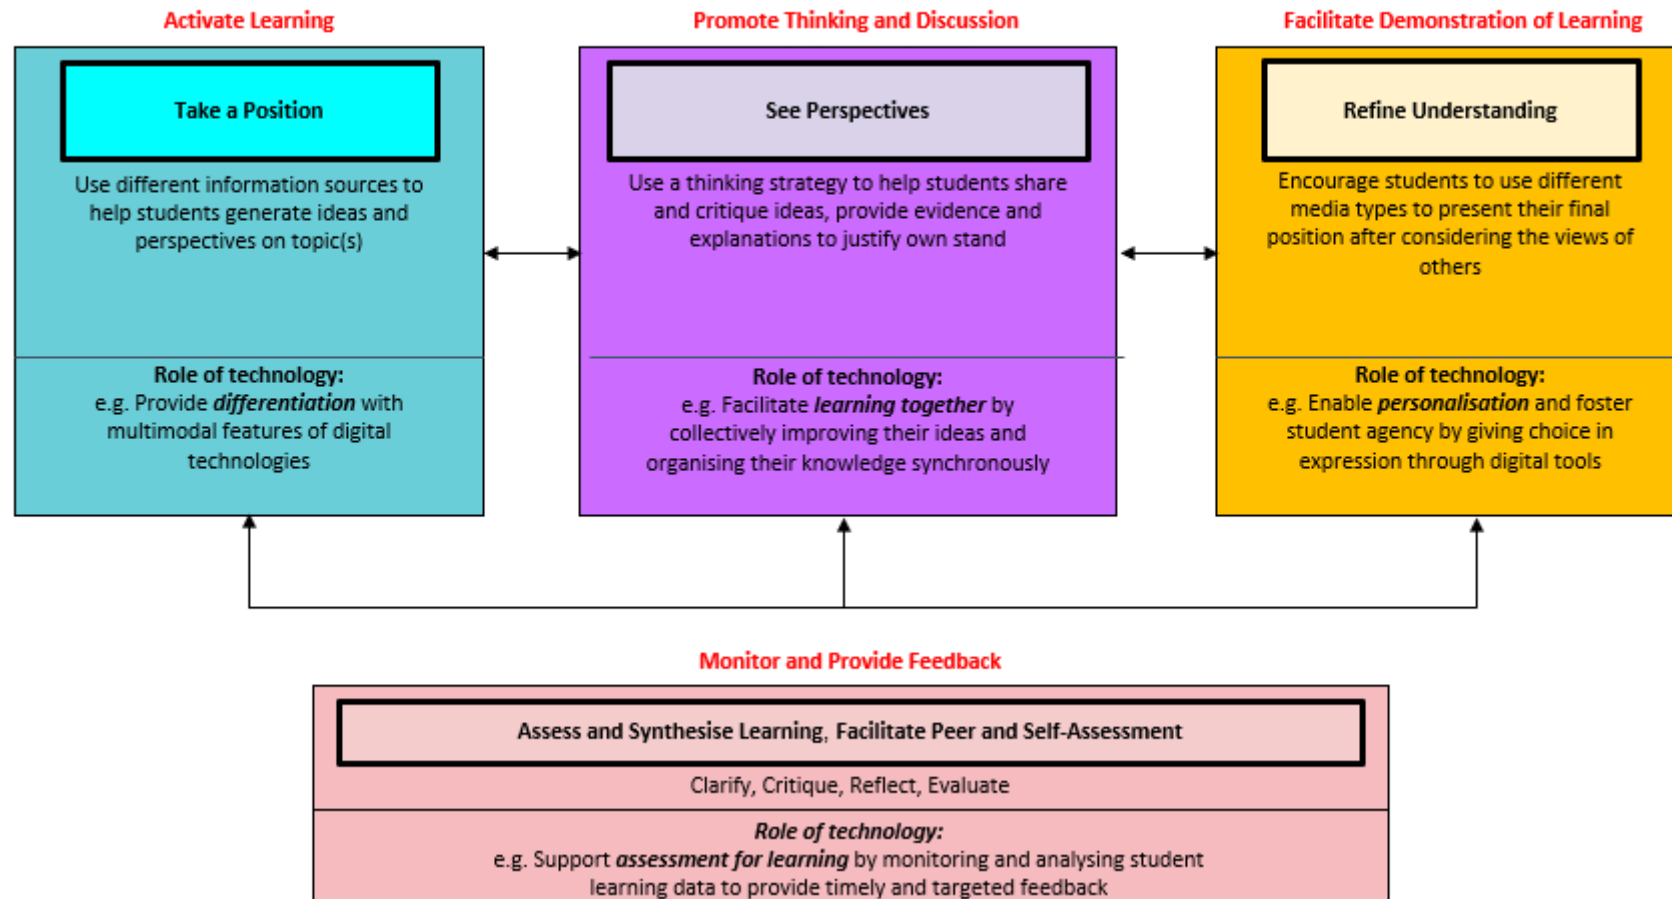 Activate Learning
Take a Position
Use different information sources to
help students generate ideas and
perspectives on topic(s)
Role of technology:
e.g. Provide differentiation with
multimodal features of digital
technologies
Promote Thinking and Discussion
See Perspectives
Use a thinking strategy to help students share
and critique ideas, provide evidence and
explanations to justify own stand
Role of technology:
e.g. Facilitate learning together by
collectively improving their ideas and
organising their knowledge synchronously
Facilitate Demonstration of Learning
Refine Understanding
Encourage students to use different
media types to present their final
position after considering the views of
others
Role of technology:
e.g. Enable personalisation and foster
student agency by giving choice in
expression through digital tools
Monitor and Provide Feedback
Assess and Synthesise Learning, Facilitate Peer and Self-Assessment
Clarify, Critique, Reflect, Evaluate
Role of technology:
e.g. Support assessment for learning by monitoring and analysing student
learning data to provide timely and targeted feedback